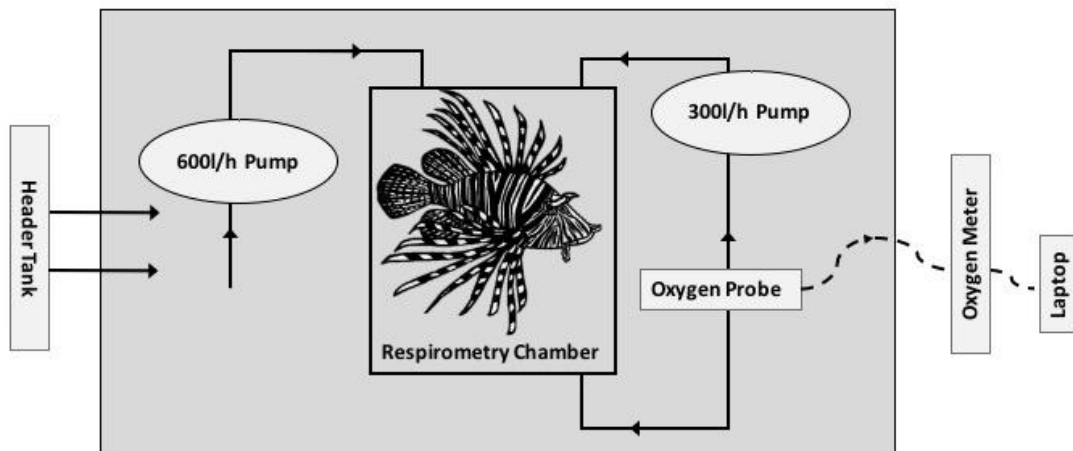 600l/h Pump
300l/h Pump
Header Tank
Oxygen Probe
Oxygen Meter
Laptop
Respirometry Chamber